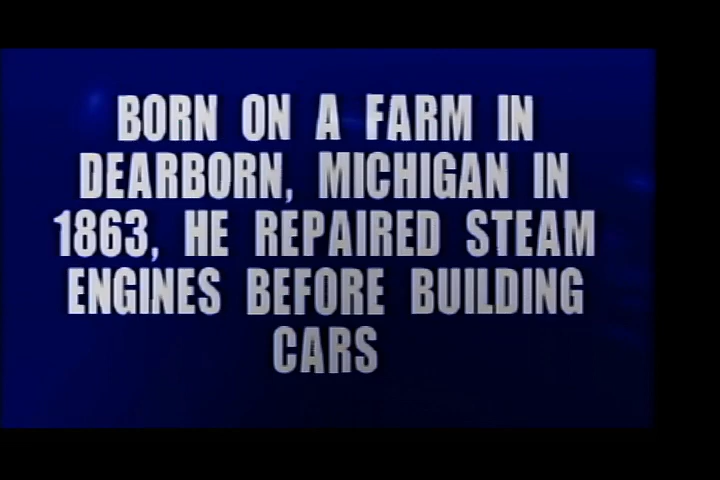 BORN ON A FARM IN
DEARBORN, MICHIGAN IN
1863, HE REPAIRED STEAM
ENGINES BEFORE BUILDING
CARS